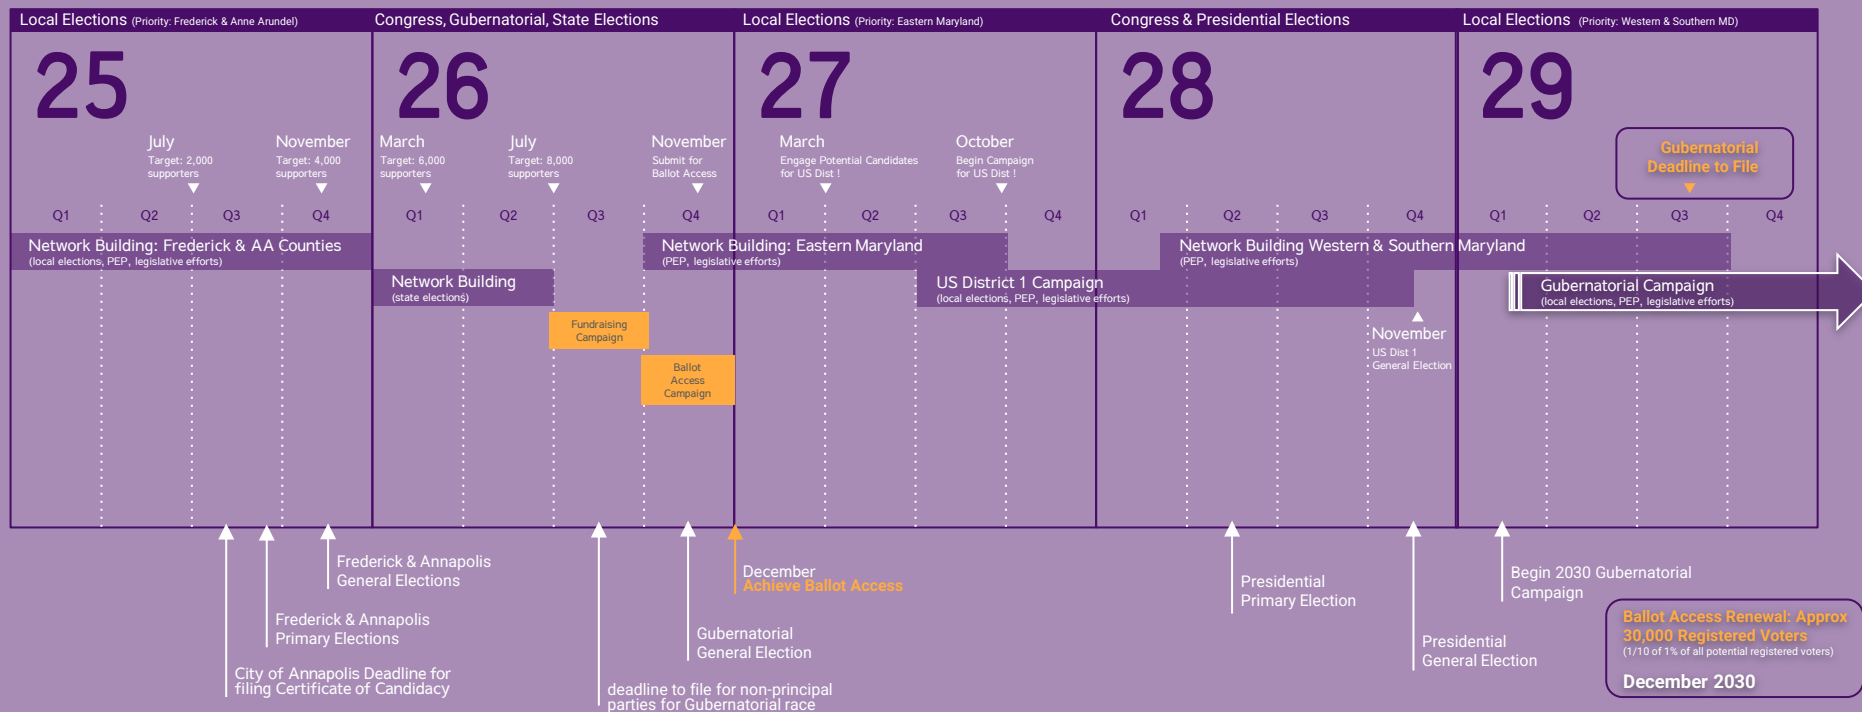 Local Elections (Priority: Frederick & Anne Arundel)
Congress, Gubernatorial, State Elections
Local Elections (Priority: Eastern Maryland)
Congress & Presidential Elections
Local Elections (Priority: Western & Southern MD)
25
26
27
28
29
July
Target: 2,000
supporters
November
Target: 4,000
supporters
March
Target: 6,000
supporters
July
Target: 8,000
supporters
November
Submit for
Ballot Access
March
Engage Potential Candidates
for US Dist !
October
Begin Campaign
for US Dist !
Gubernatorial
Deadline to File
Q1 Q2 Q3 Q4
Q1 Q2 Q3 Q4
Q1 Q2 Q3 Q4
Q1 Q2 Q3 Q4
Q1 Q2 Q3 Q4
Network Building: Frederick & AA Counties
(local elections, PEP, legislative efforts)
Network Building: Eastern Maryland
(PEP, legislative efforts)
Network Building Western & Southern Maryland
(PEP, legislative efforts)
Network Building
(state elections)
US District 1 Campaign
(local elections, PEP, legislative efforts)
Gubernatorial Campaign
(local elections, PEP, legislative efforts)
Fundraising
Campaign
Ballot
Access
Campaign
November
US Dist 1
General Election
Frederick & Annapolis
General Elections
Frederick & Annapolis
Primary Elections
City of Annapolis Deadline for
filing Certificate of Candidacy
deadline to file for non-principal
parties for Gubernatorial race
Gubernatorial
General Election
December
Achieve Ballot Access
Presidential
Primary Election
Presidential
General Election
Begin 2030 Gubernatorial
Campaign
Ballot Access Renewal: Approx
30,000 Registered Voters
(1/10 of 1% of all potential registered voters)
December 2030